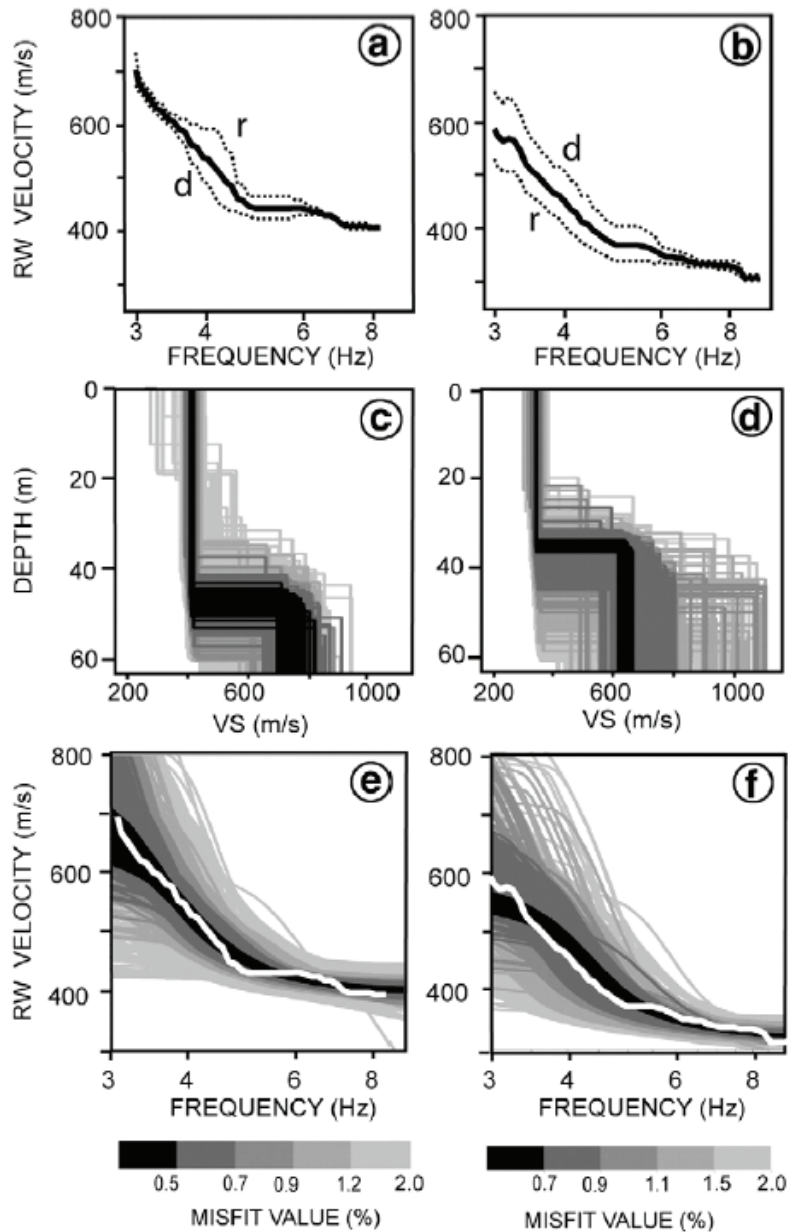 800
600
400
RW VELOCITY (m/s)
a
r
d
3 4 6 8
FREQUENCY (Hz)
800
600
400
b
d
r
3 4 6 8
FREQUENCY (Hz)
0
20
40
60
DEPTH (m)
c
200 600 1000
VS (m/s)
0
20
40
60
d
200 600 1000
VS (m/s)
800
600
400
RW VELOCITY (m/s)
e
3 4 6 8
FREQUENCY (Hz)
800
600
400
f
3 4 6 8
FREQUENCY (Hz)
0.5 0.7 0.9 1.2 2.0
MISFIT VALUE (%)
0.7 0.9 1.1 1.5 2.0
MISFIT VALUE (%)